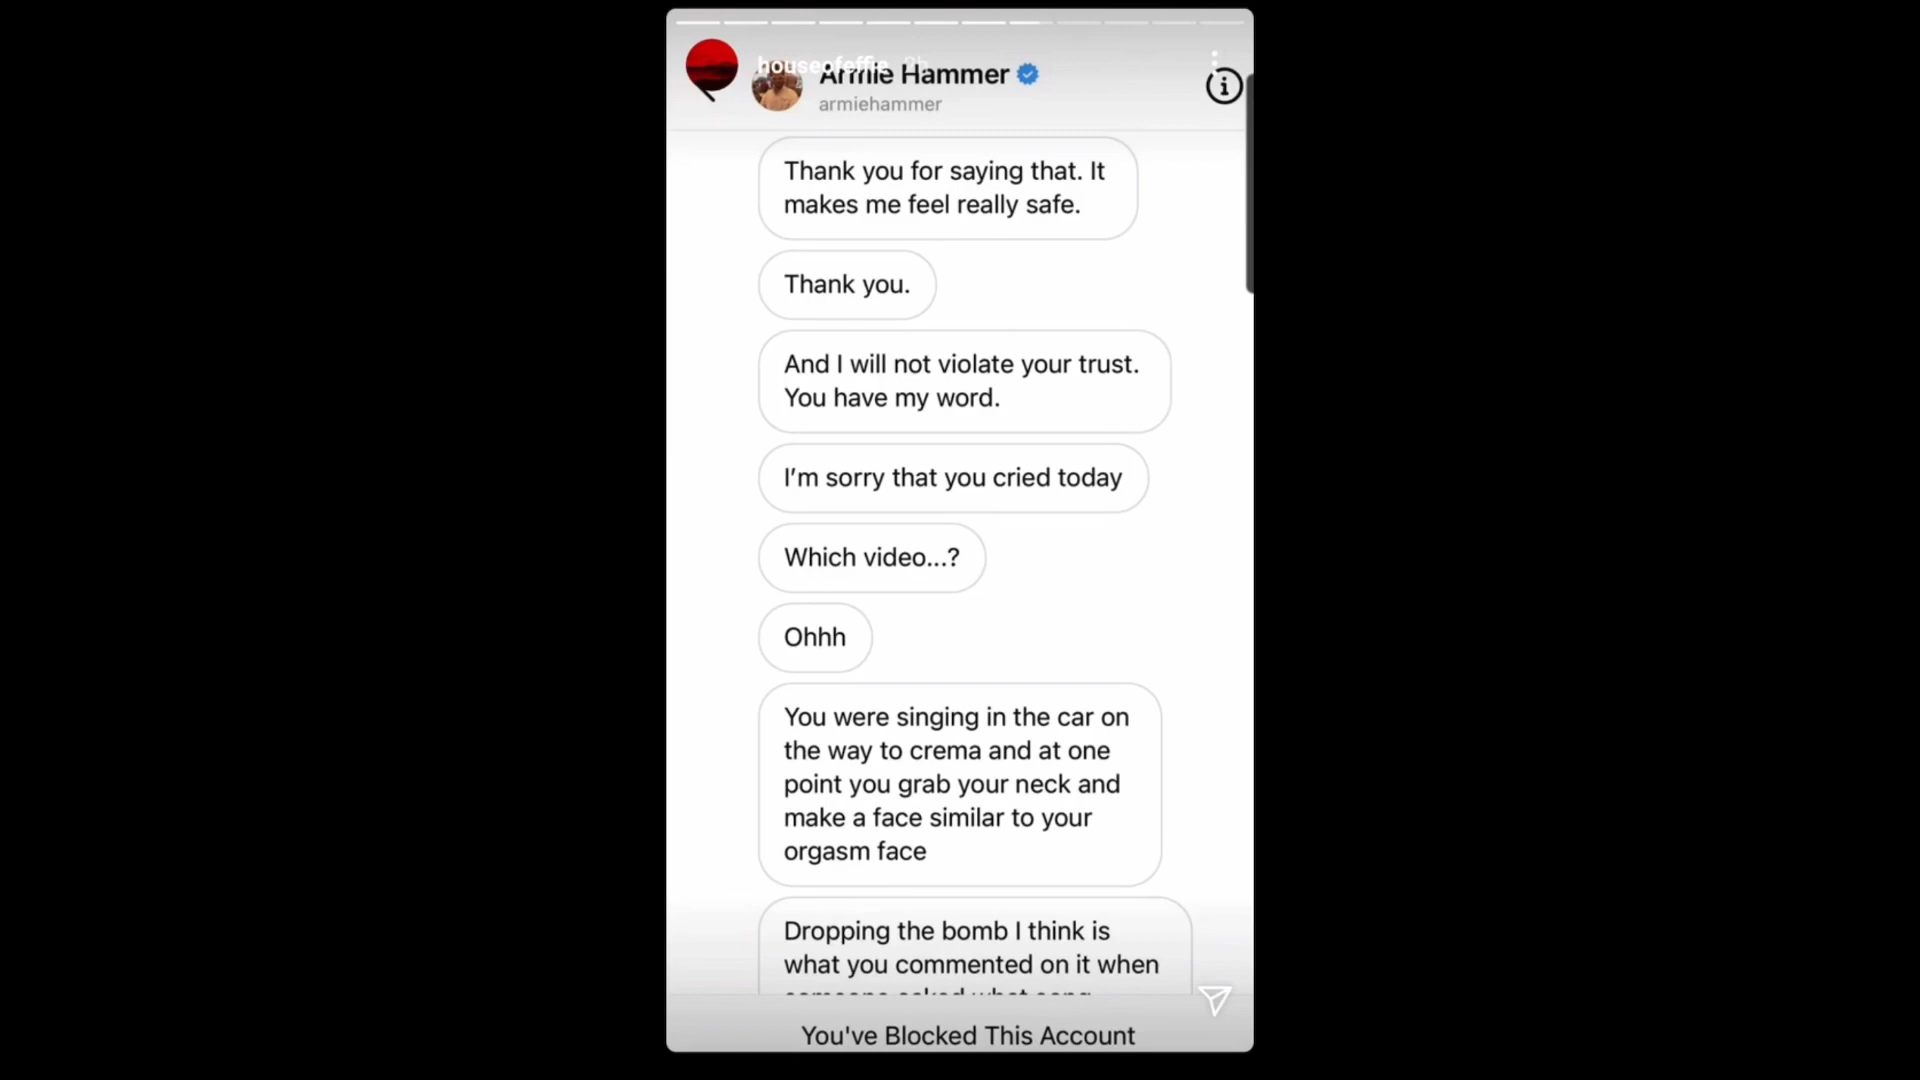 houseofeffie
Armie Hammer
armiehammer
Thank you for saying that. It
makes me feel really safe.
Thank you.
And I will not violate your trust.
You have my word.
I'm sorry that you cried today
Which video...?
Ohhh
You were singing in the car on
the way to crema and at one
point you grab your neck and
make a face similar to your
orgasm face
Dropping the bomb I think is
what you commented on it when
someone asked what song
You've Blocked This Account